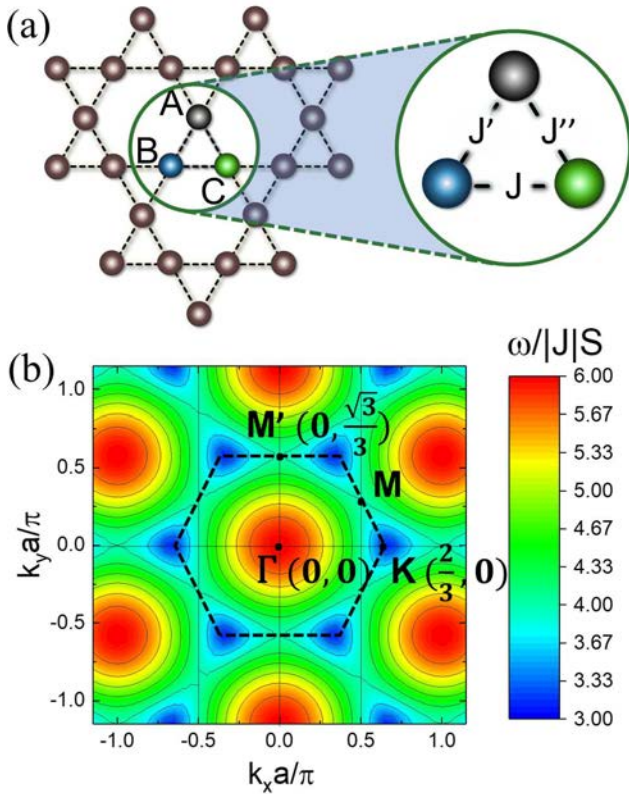 (a)
A
B
C
J'
J''
J
(b)
ω/|J|S
1.0
0.5
0.0
-0.5
-1.0
kya/π
M' (0, √3/3)
M
Γ (0, 0)
K (2/3, 0)
-1.0
-0.5
0.0
0.5
1.0
kxa/π
6.00
5.67
5.33
5.00
4.67
4.33
4.00
3.67
3.33
3.00